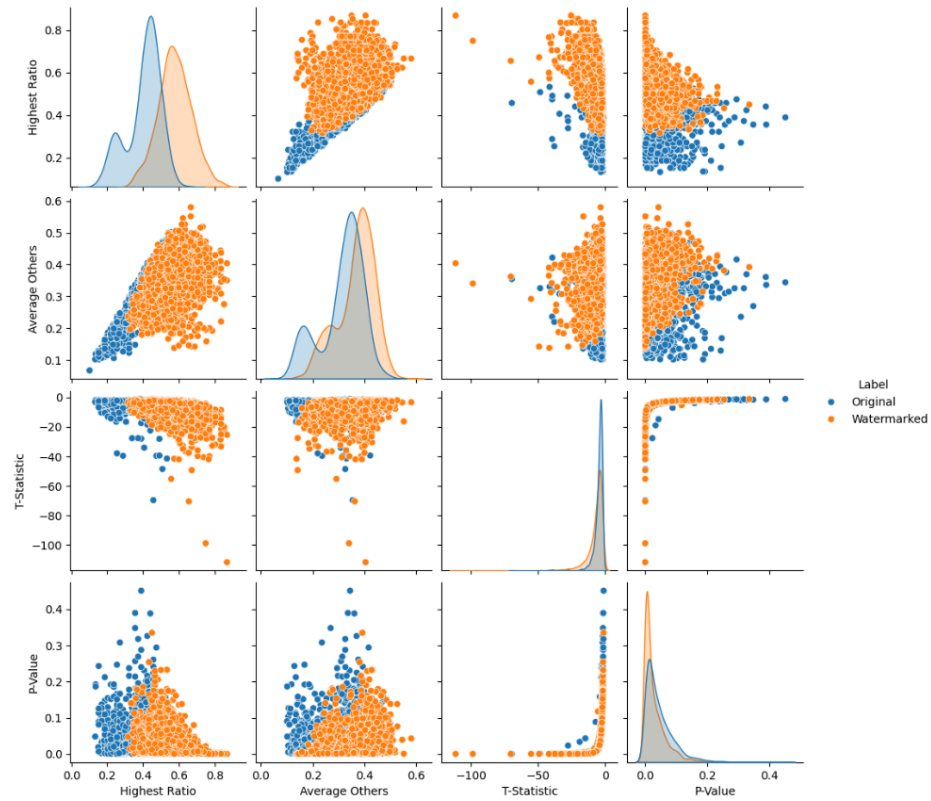 Highest Ratio
0.8
0.6
0.4
0.2
Average Others
0.6
0.5
0.4
0.3
0.2
0.1
T-Statistic
0
−20
−40
−60
−80
−100
P-Value
0.4
0.3
0.2
0.1
0.0
0.0 0.2 0.4 0.6 0.8
Highest Ratio
0.0 0.2 0.4 0.6
Average Others
−100 −50 0
T-Statistic
0.0 0.2 0.4
P-Value
Label
Original
Watermarked